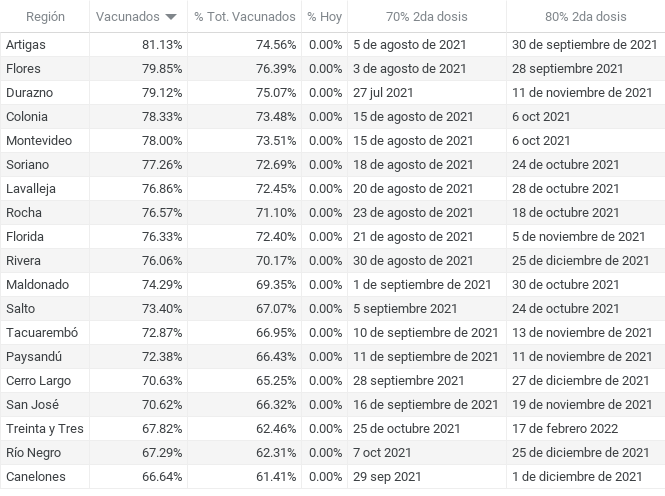 Región Vacunados % Tot. Vacunados % Hoy 70% 2da dosis 80% 2da dosis
Artigas 81.13% 74.56% 0.00% 5 de agosto de 2021 30 de septiembre de 2021
Flores 79.85% 76.39% 0.00% 3 de agosto de 2021 28 septiembre 2021
Durazno 79.12% 75.07% 0.00% 27 jul 2021 11 de noviembre de 2021
Colonia 78.33% 73.48% 0.00% 15 de agosto de 2021 6 oct 2021
Montevideo 78.00% 73.51% 0.00% 15 de agosto de 2021 6 oct 2021
Soriano 77.26% 72.69% 0.00% 18 de agosto de 2021 24 de octubre 2021
Lavalleja 76.86% 72.45% 0.00% 20 de agosto de 2021 28 de octubre 2021
Rocha 76.57% 71.10% 0.00% 23 de agosto de 2021 18 de octubre 2021
Florida 76.33% 72.40% 0.00% 21 de agosto de 2021 5 de noviembre de 2021
Rivera 76.06% 70.17% 0.00% 30 de agosto de 2021 25 de diciembre de 2021
Maldonado 74.29% 69.35% 0.00% 1 de septiembre de 2021 30 de octubre 2021
Salto 73.40% 67.07% 0.00% 5 septiembre 2021 24 de octubre 2021
Tacuarembó 72.87% 66.95% 0.00% 10 de septiembre de 2021 13 de noviembre de 2021
Paysandú 72.38% 66.43% 0.00% 11 de septiembre de 2021 11 de noviembre de 2021
Cerro Largo 70.63% 65.25% 0.00% 28 septiembre 2021 27 de diciembre de 2021
San José 70.62% 66.32% 0.00% 16 de septiembre de 2021 19 de noviembre de 2021
Treinta y Tres 67.82% 62.46% 0.00% 25 de octubre 2021 17 de febrero 2022
Río Negro 67.29% 62.31% 0.00% 7 oct 2021 25 de diciembre de 2021
Canelones 66.64% 61.41% 0.00% 29 sep 2021 1 de diciembre de 2021